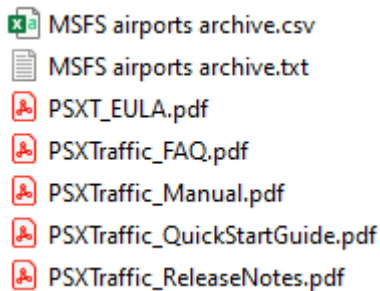 MSFS airports archive.csv
MSFS airports archive.txt
PSXT_EULA.pdf
PSXTraffic_FAQ.pdf
PSXTraffic_Manual.pdf
PSXTraffic_QuickStartGuide.pdf
PSXTraffic_ReleaseNotes.pdf